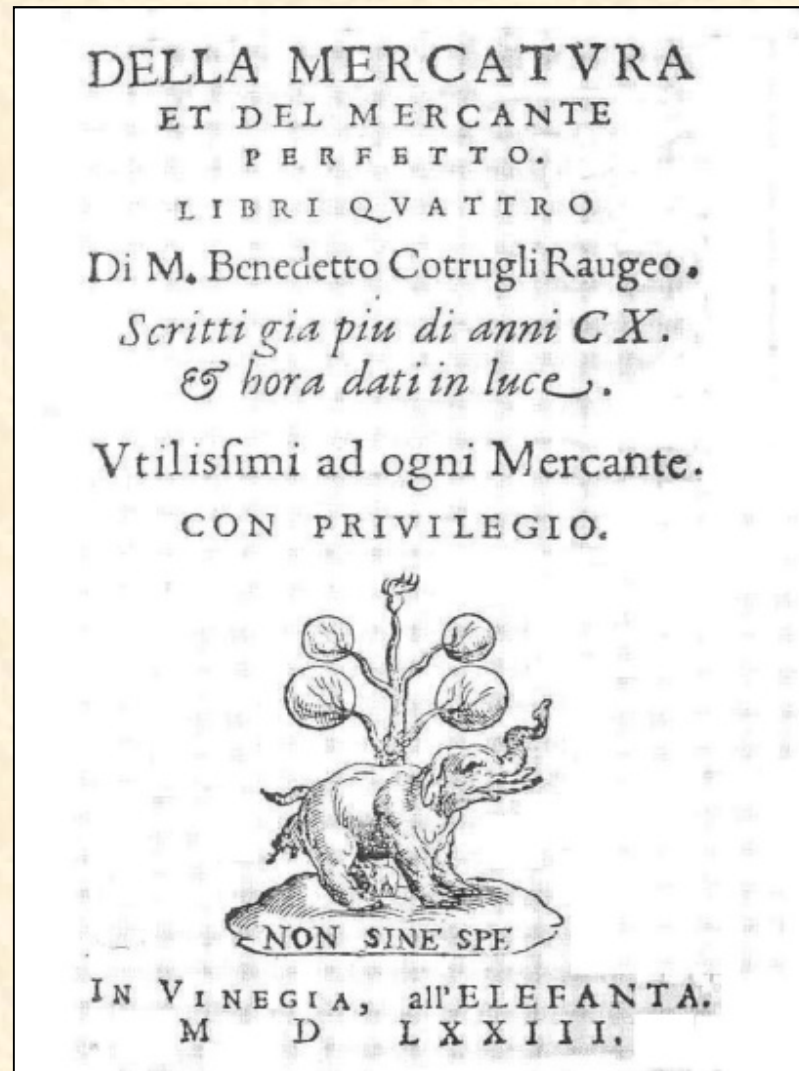 DELLA MERCATVRA
ET DEL MERCANTE
PERFETTO.
LIBRI QVATTRO
Di M. Benedetto Cotrugli Raugeo.
Scritti gia piu di anni CX.
& hora dati in luce.
Vtilissimi ad ogni Mercante.
CON PRIVILEGIO.
NON SINE SPE
IN VINEGIA, all'ELEFANTA.
M D LXXIII.